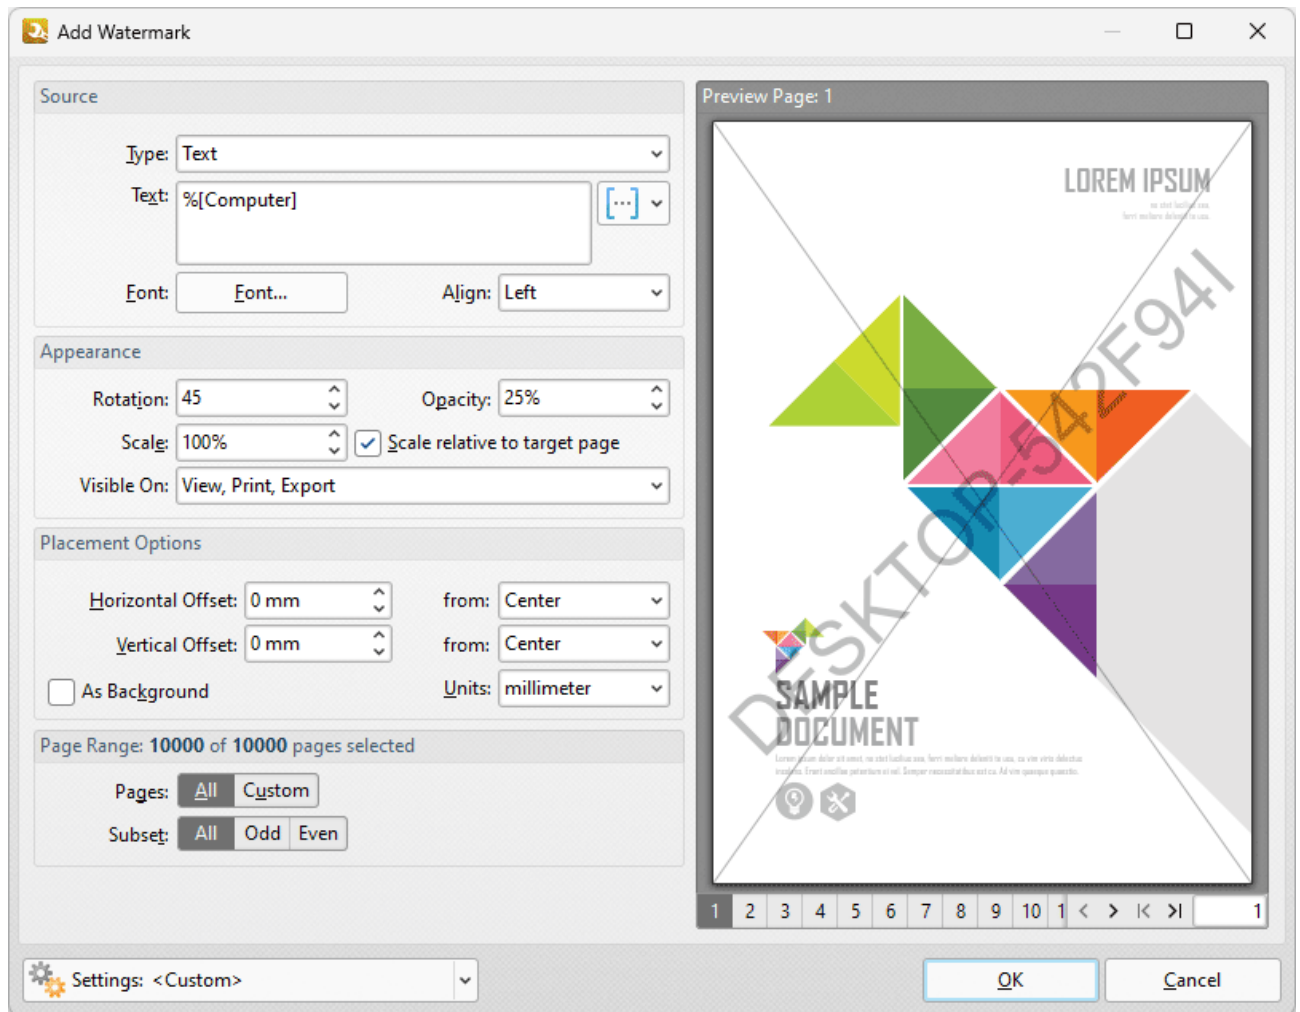 Add Watermark
Source
Type: Text
Text: %[Computer]
Font: Font... Align: Left
Appearance
Rotation: 45 Opacity: 25%
Scale: 100% Scale relative to target page
Visible On: View, Print, Export
Placement Options
Horizontal Offset: 0 mm from: Center
Vertical Offset: 0 mm from: Center
As Background Units: millimeter
Page Range: 10000 of 10000 pages selected
Pages: All Custom
Subset: All Odd Even
Preview Page: 1
LOREM IPSUM
DESKTOP-542F94I
SAMPLE
DOCUMENT
1 2 3 4 5 6 7 8 9 10 1 1
Settings: <Custom>
OK Cancel